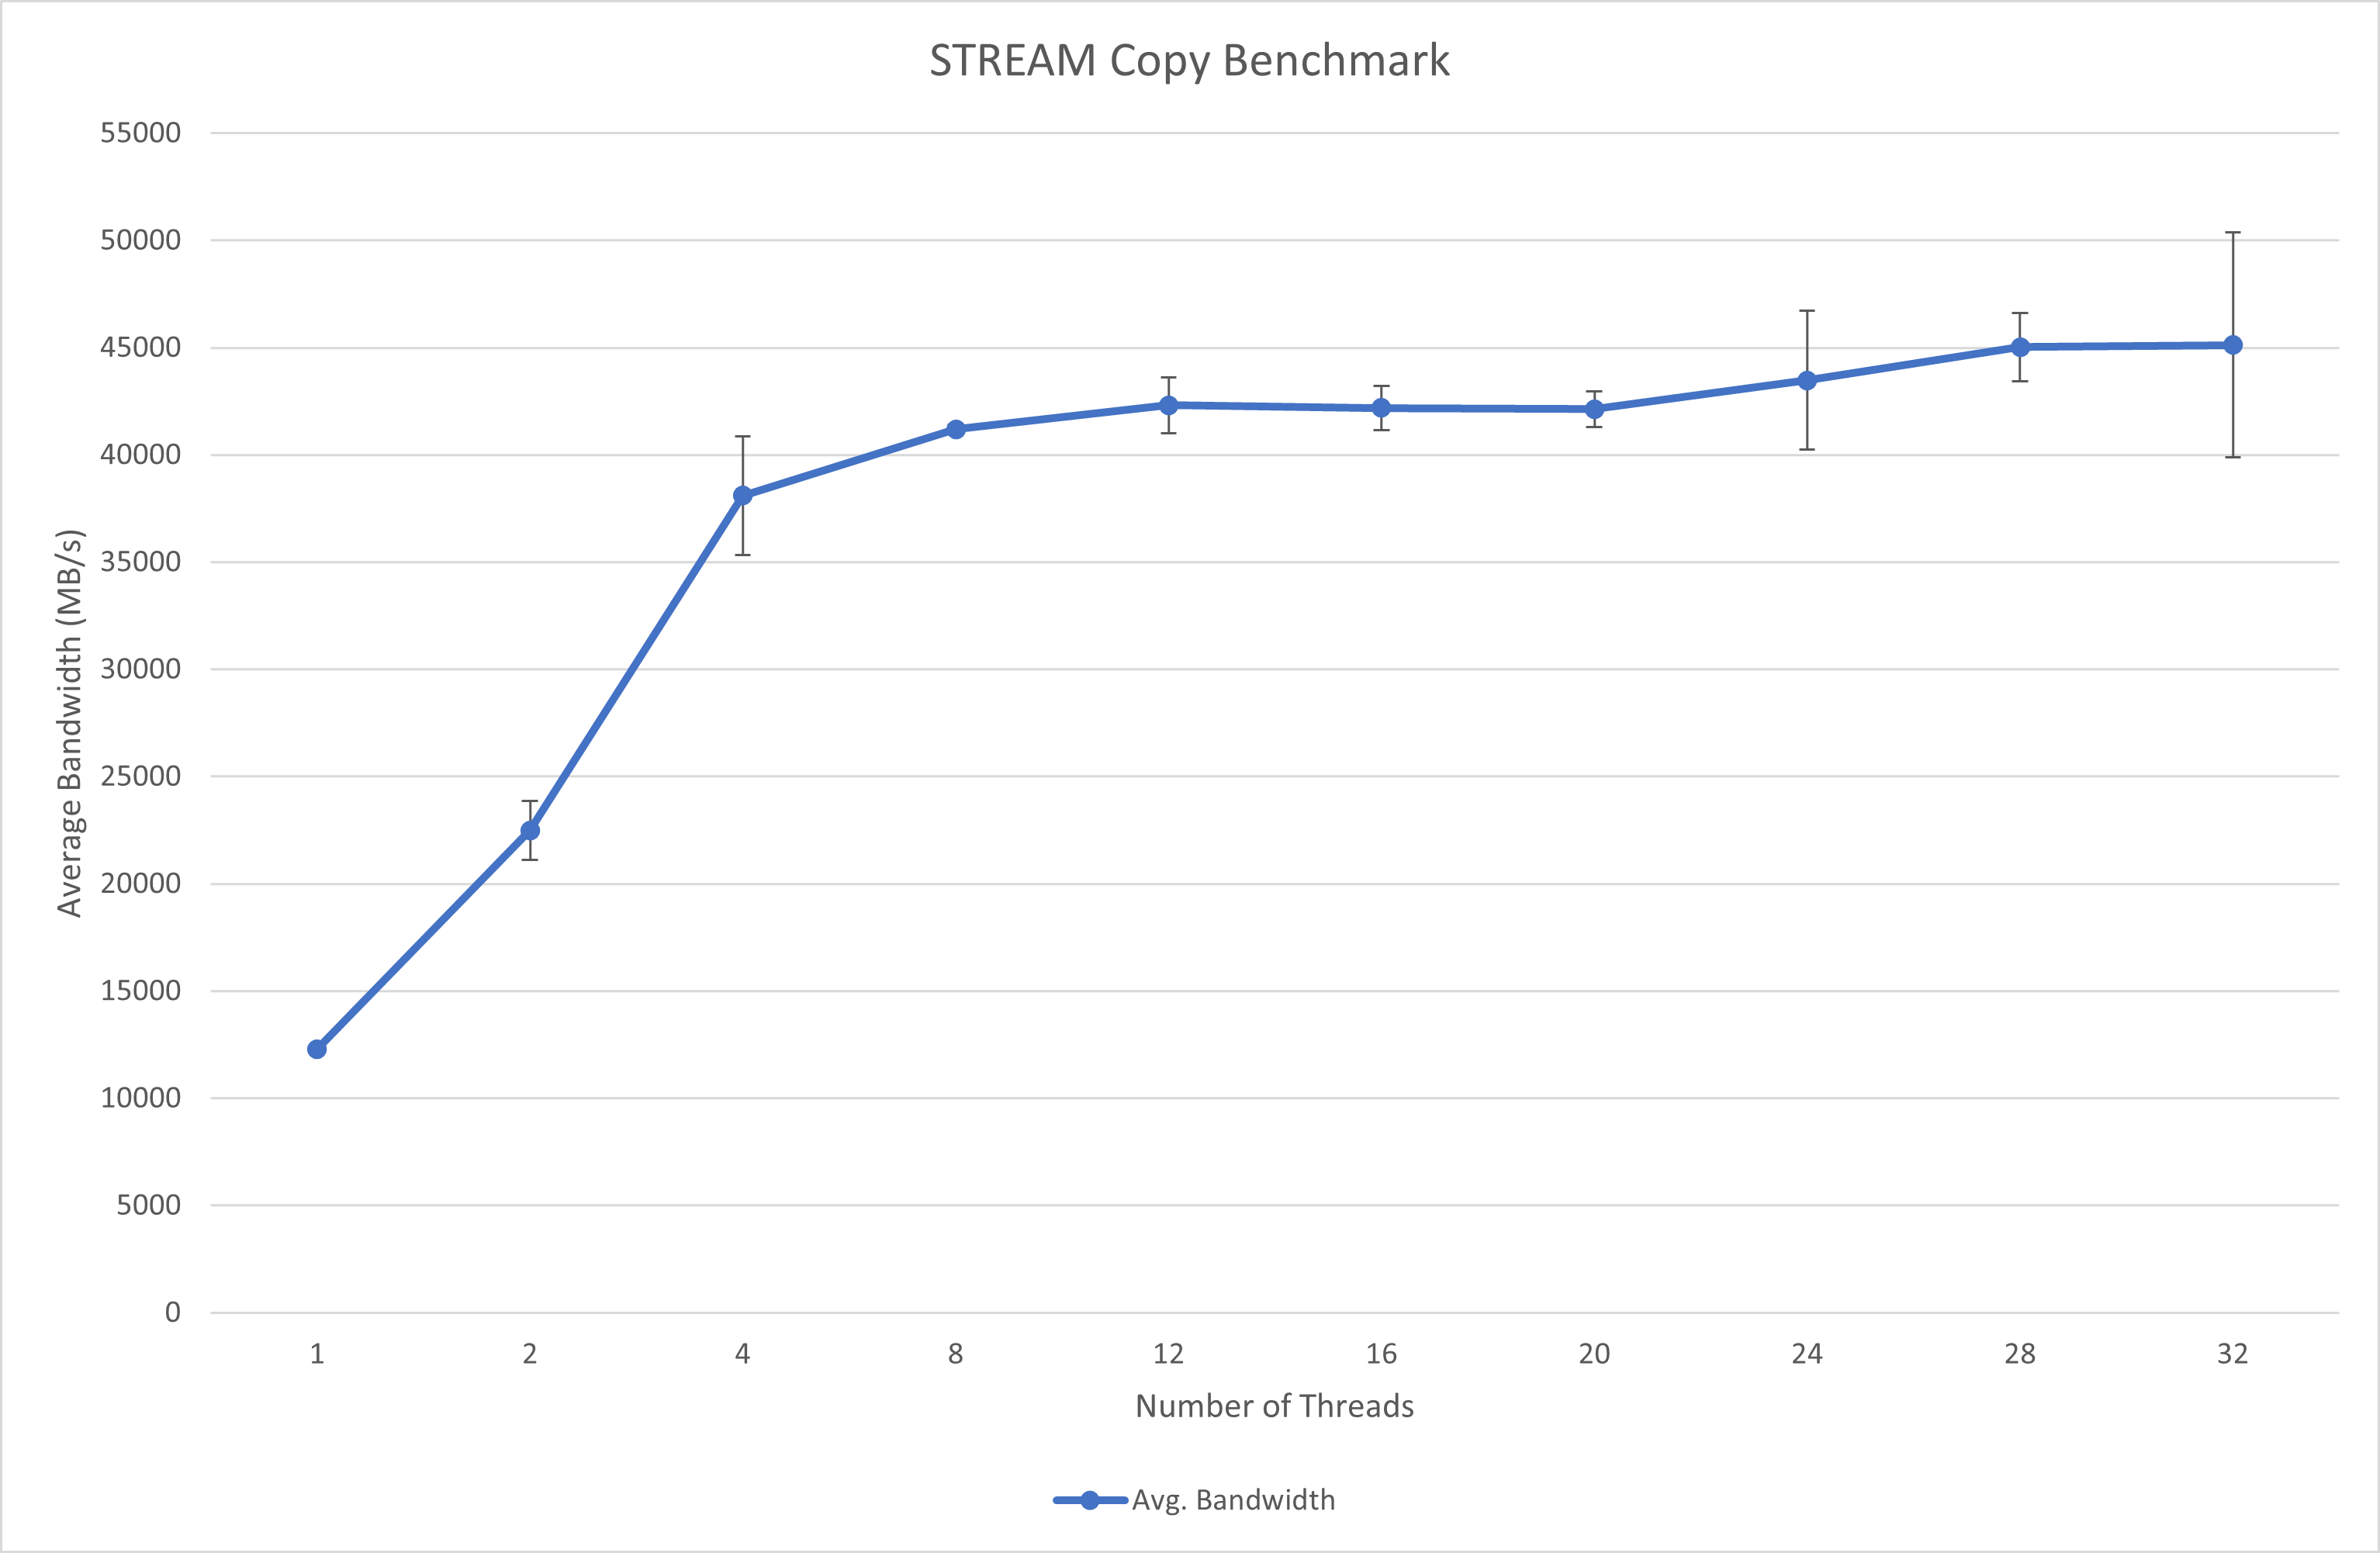 STREAM Copy Benchmark
55000
50000
45000
40000
35000
30000
25000
20000
15000
10000
5000
0
Average Bandwidth (MB/s)
1 2 4 8 12 16 20 24 28 32
Number of Threads
Avg. Bandwidth